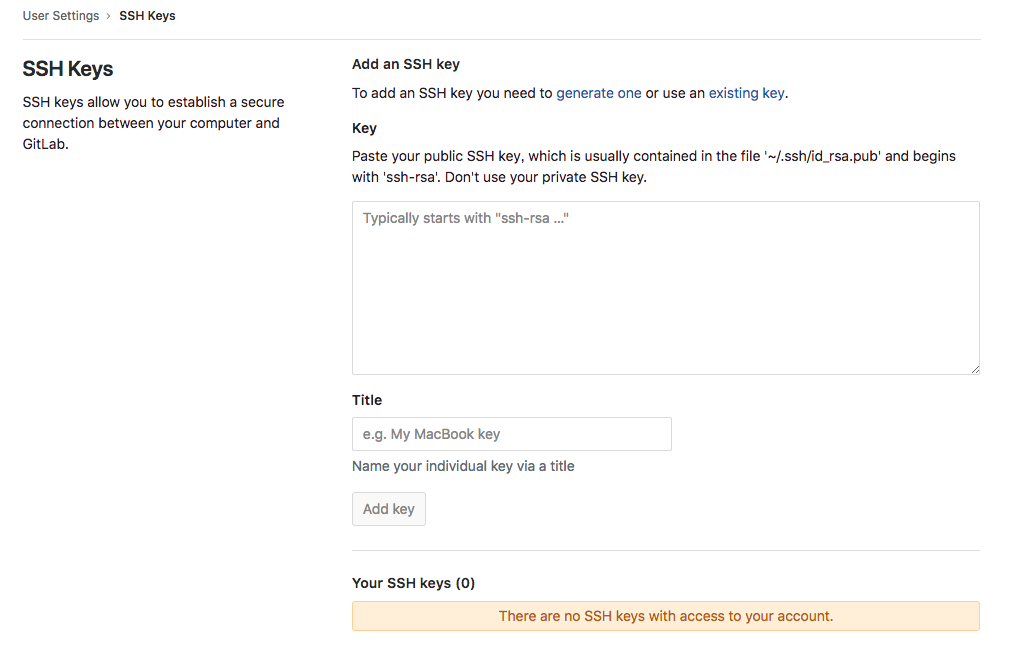 User Settings › SSH Keys
SSH Keys
SSH keys allow you to establish a secure
connection between your computer and
GitLab.
Add an SSH key
To add an SSH key you need to generate one or use an existing key.
Key
Paste your public SSH key, which is usually contained in the file '~/.ssh/id_rsa.pub' and begins
with 'ssh-rsa'. Don't use your private SSH key.
Typically starts with "ssh-rsa ..."
Title
e.g. My MacBook key
Name your individual key via a title
Add key
Your SSH keys (0)
There are no SSH keys with access to your account.